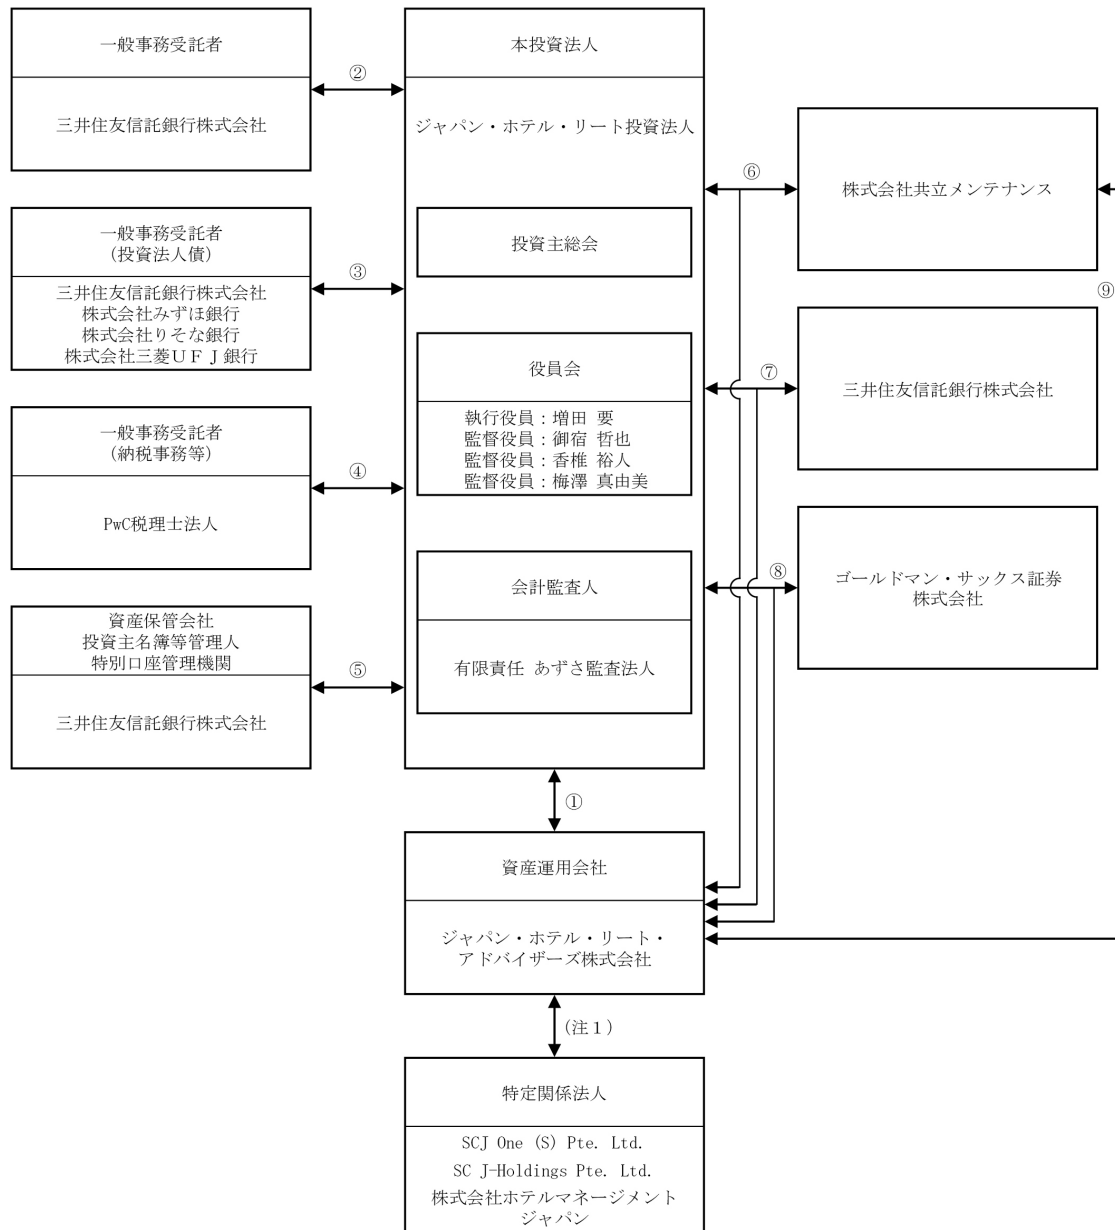 一般事務受託者
三井住友信託銀行株式会社
②
本投資法人
ジャパン・ホテル・リート投資法人
投資主総会
役員会
執行役員：増田 要
監督役員：御宿 哲也
監督役員：香椎 裕人
監督役員：梅澤 真由美
会計監査人
有限責任 あずさ監査法人
一般事務受託者
(投資法人債)
三井住友信託銀行株式会社
株式会社みずほ銀行
株式会社りそな銀行
株式会社三菱ＵＦＪ銀行
③
一般事務受託者
(納税事務等)
PwC税理士法人
④
資産保管会社
投資主名簿等管理人
特別口座管理機関
三井住友信託銀行株式会社
⑤
⑥
株式会社共立メンテナンス
⑨
⑦
三井住友信託銀行株式会社
⑧
ゴールドマン・サックス証券
株式会社
①
資産運用会社
ジャパン・ホテル・リート・
アドバイザーズ株式会社
(注１)
特定関係法人
SCJ One (S) Pte. Ltd.
SC J-Holdings Pte. Ltd.
株式会社ホテルマネージメント
ジャパン